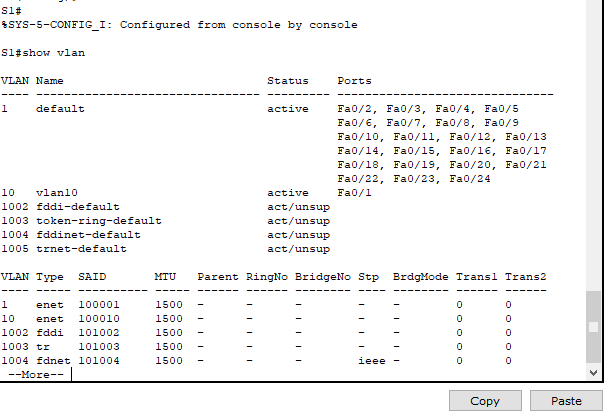 S1#
%SYS-5-CONFIG_I: Configured from console by console
S1#show vlan
VLAN Name                             Status    Ports
---- -------------------------------- --------- -------------------------------
1    default                          active    Fa0/2, Fa0/3, Fa0/4, Fa0/5
                                                Fa0/6, Fa0/7, Fa0/8, Fa0/9
                                                Fa0/10, Fa0/11, Fa0/12, Fa0/13
                                                Fa0/14, Fa0/15, Fa0/16, Fa0/17
                                                Fa0/18, Fa0/19, Fa0/20, Fa0/21
                                                Fa0/22, Fa0/23, Fa0/24
10   vlan10                           active    Fa0/1
1002 fddi-default                     act/unsup
1003 token-ring-default               act/unsup
1004 fddinet-default                  act/unsup
1005 trnet-default                    act/unsup
VLAN Type  SAID       MTU   Parent RingNo BridgeNo Stp  BrdgMode Trans1 Trans2
---- ----- ---------- ----- ------ ------ -------- ---- -------- ------ ------
1    enet  100001     1500  -      -      -        -    -        0      0
10   enet  100010     1500  -      -      -        -    -        0      0
1002 fddi  101002     1500  -      -      -        -    -        0      0
1003 tr    101003     1500  -      -      -        -    -        0      0
1004 fdnet 101004     1500  -      -      -        ieee -        0      0
 --More--
Copy Paste